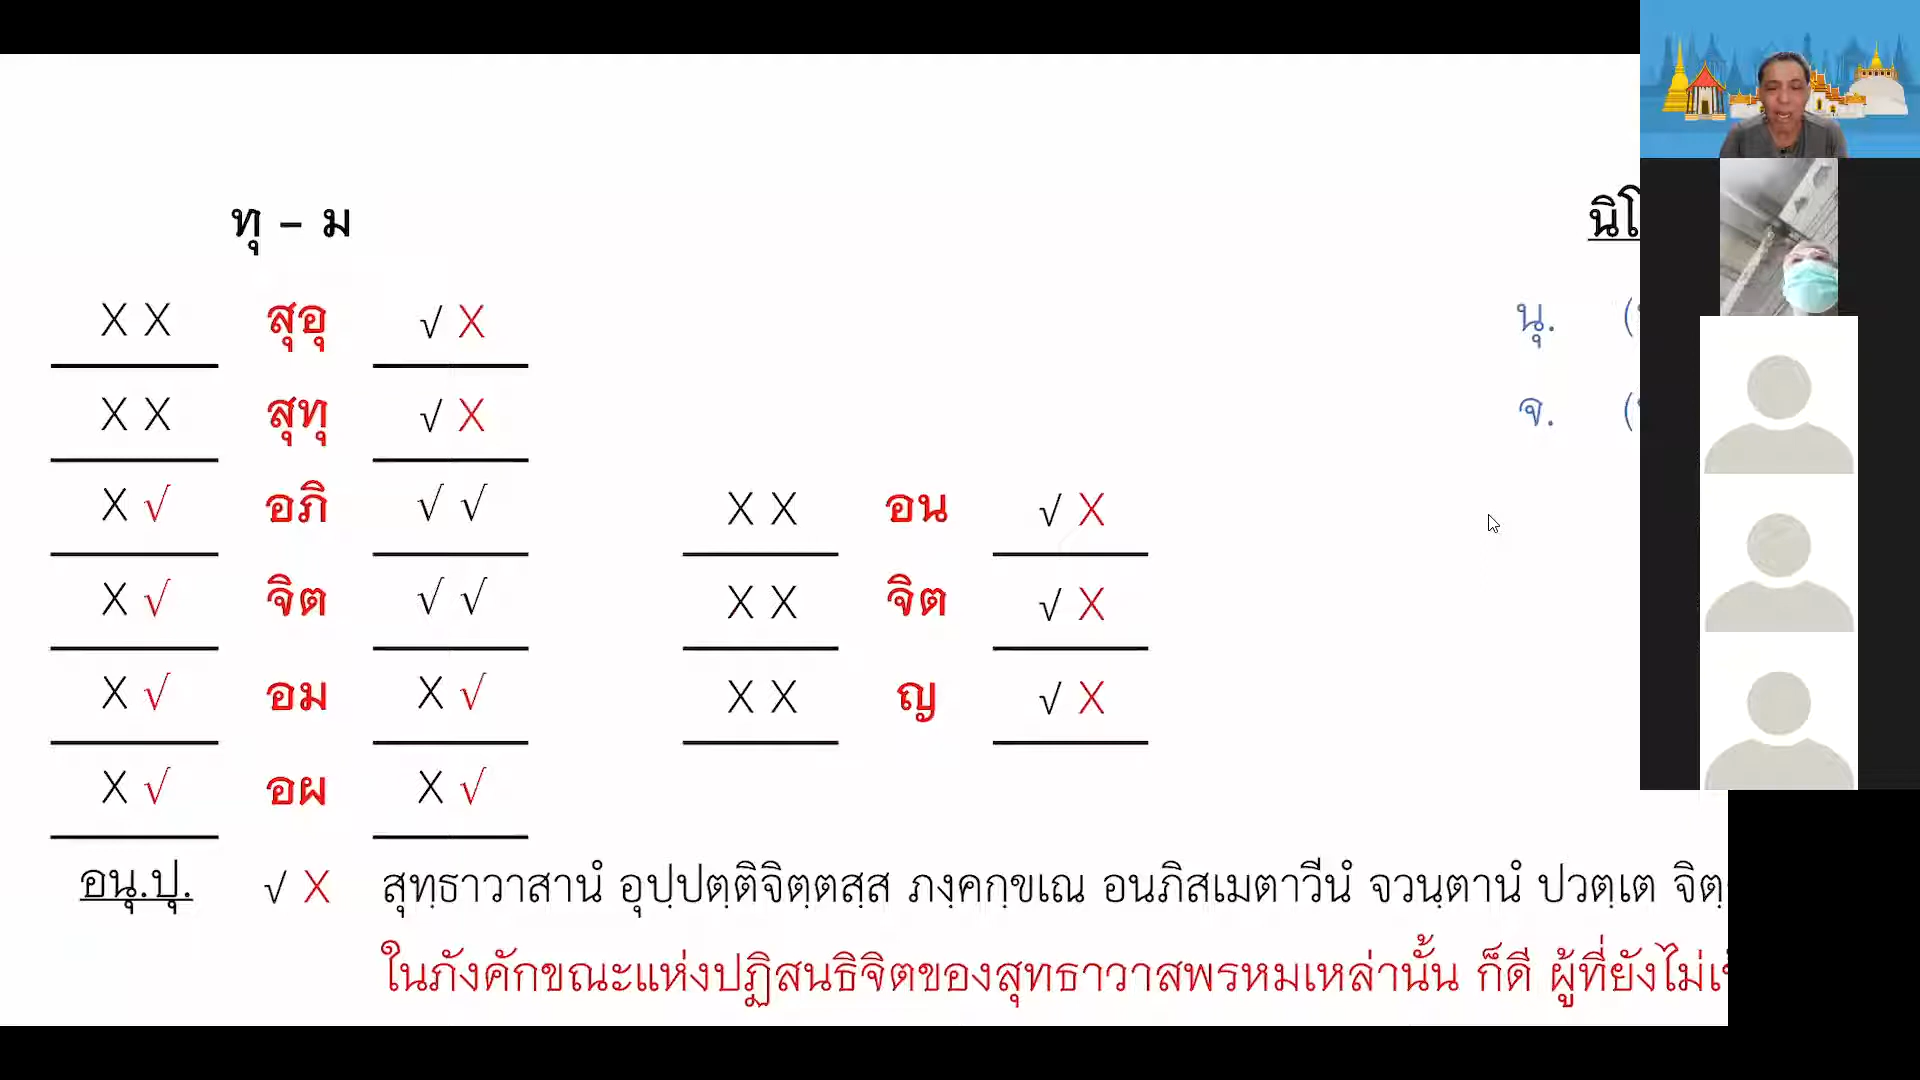 ทุ – ม
X X สุอุ √ X
X X สุทุ √ X
X √ อภิ √ √ X X อน √ X
X √ จิต √ √ X X จิต √ X
X √ อม X √ X X ญ √ X
X √ อผ X √
นุ.
จ.
อนุ.ปุ. √ X สุทฺธาวาสานํ อุปฺปตฺติจิตฺตสฺส ภงฺคกฺขเณ อนภิสเมตาวีนํ จวนฺตานํ ปวตฺเต
ในภังคักขณะแห่งปฏิสนธิจิตของสุทธาวาสพรหมเหล่านั้น ก็ดี ผู้ที่ยังไม่